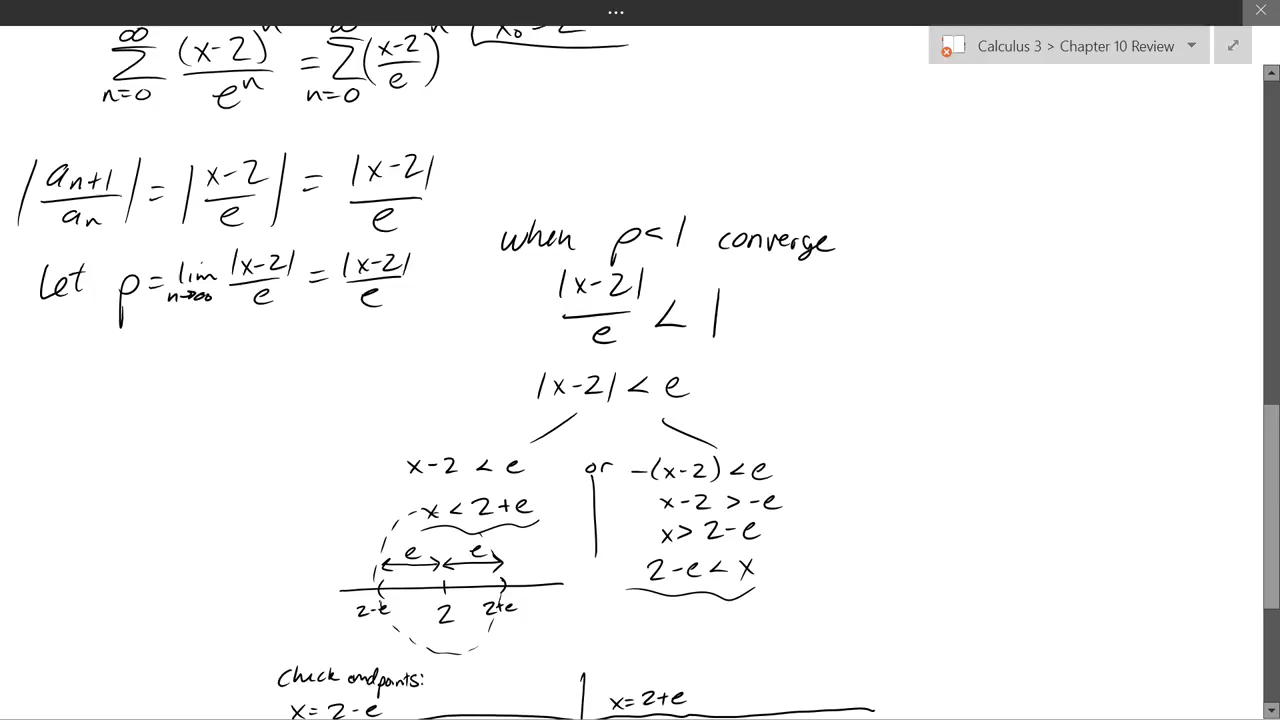 ...
Calculus 3 > Chapter 10 Review
x₀ = 2
∞ ∑ n=0 (x-2)^n / e^n = ∞ ∑ n=0 ((x-2)/e)^n
|a_{n+1} / a_n| = |(x-2)/e| = |x-2|/e
Let ρ = lim n→∞ |x-2|/e = |x-2|/e
when ρ < 1 converge
|x-2|/e < 1
|x-2| < e
x-2 < e or -(x-2) < e
x < 2+e
x-2 > -e
x > 2-e
2-e < x
e e
2-e 2 2+e
Check endpoints:
x = 2-e
x = 2+e